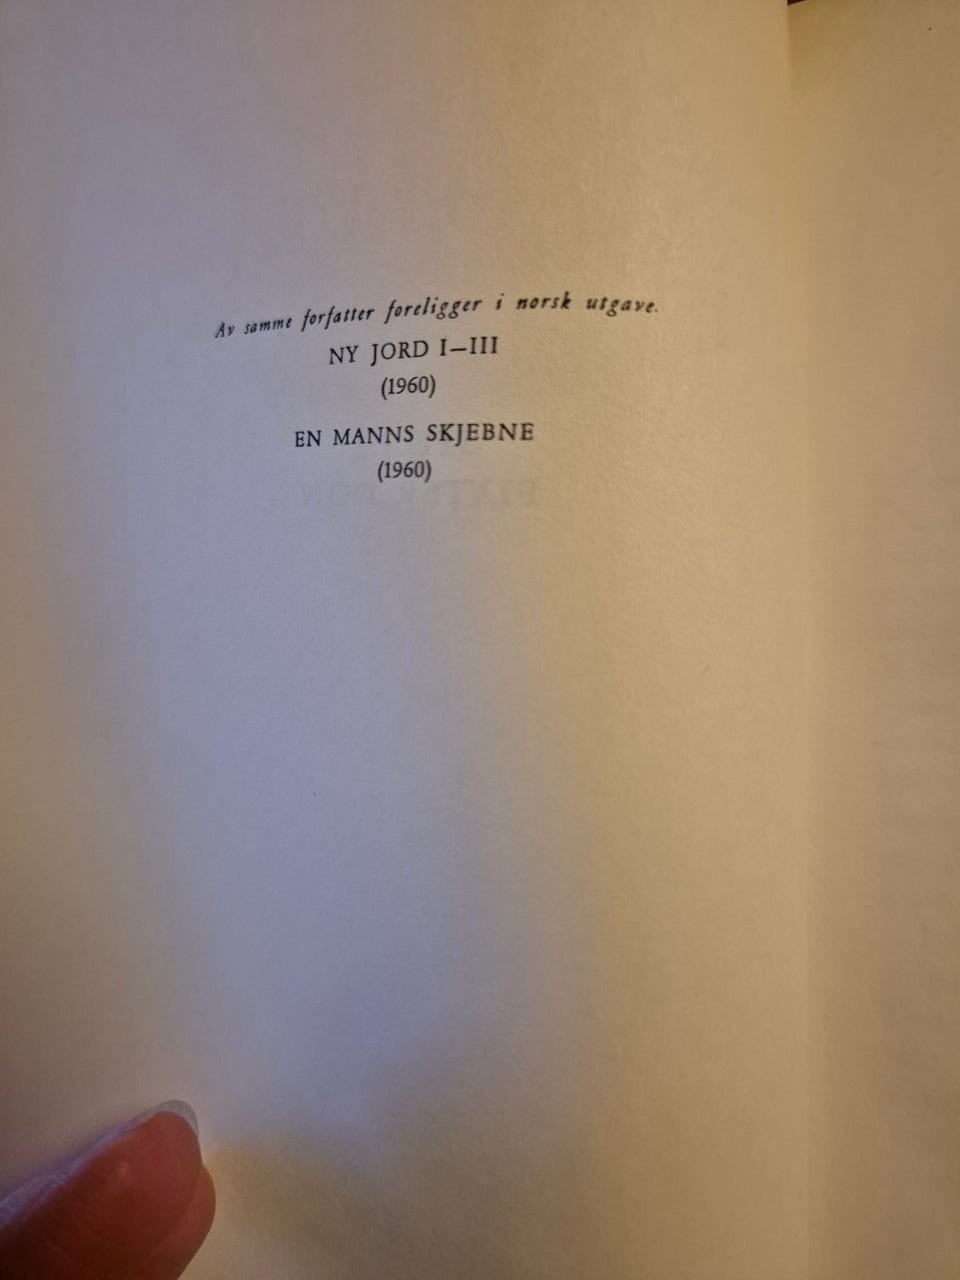 Av samme forfatter foreligger i norsk utgave.
NY JORD I–III
(1960)
EN MANNS SKJEBNE
(1960)